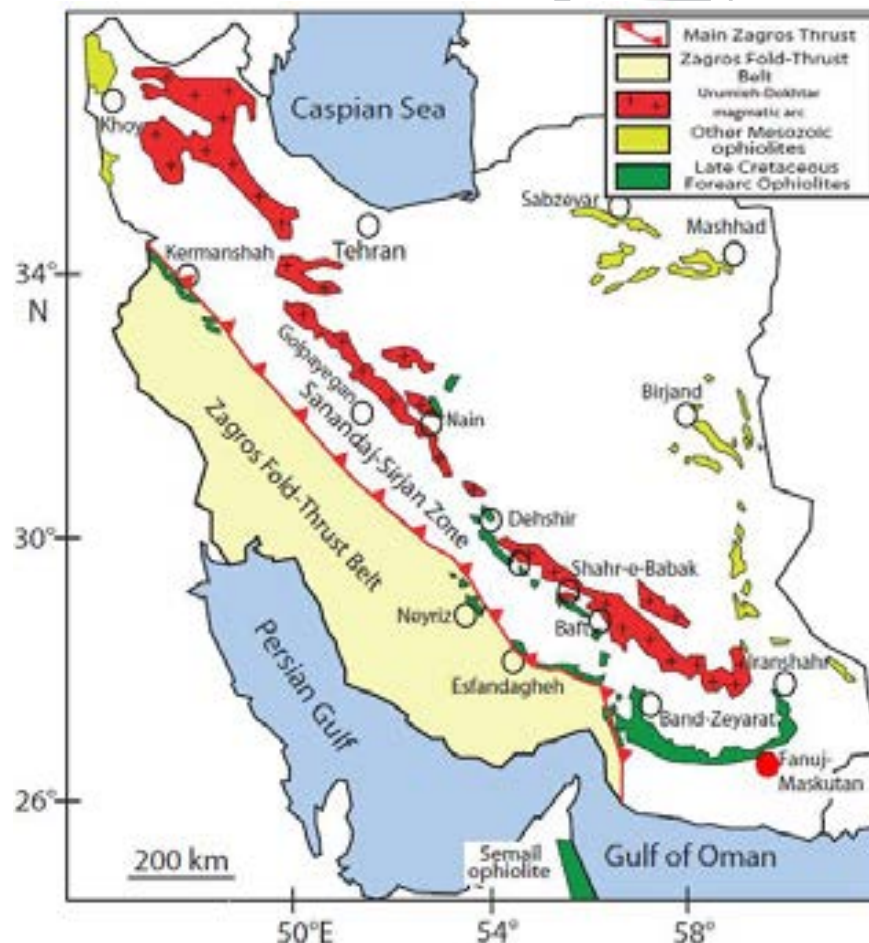 Main Zagros Thrust
Zagros Fold-Thrust
Belt
Urumieh-Dokhtar
magmatic arc
Other Mesozoic
ophiolites
Late Cretaceous
Forearc Ophiolites
Caspian Sea
Khoy
Sabzevar
Mashhad
Tehran
Kermanshah
34°
N
Golpayegan
Birjand
Nain
Sanandaj-Sirjan Zone
Zagros Fold-Thrust Belt
Dehshir
30°
Shahr-e-Babak
Neyriz
Baft
Iranshahr
Esfandagheh
Persian Gulf
Band-Zeyarat
Fanuj-
Maskutan
26°
200 km
Semail
ophiolite
Gulf of Oman
50°E
54°
58°